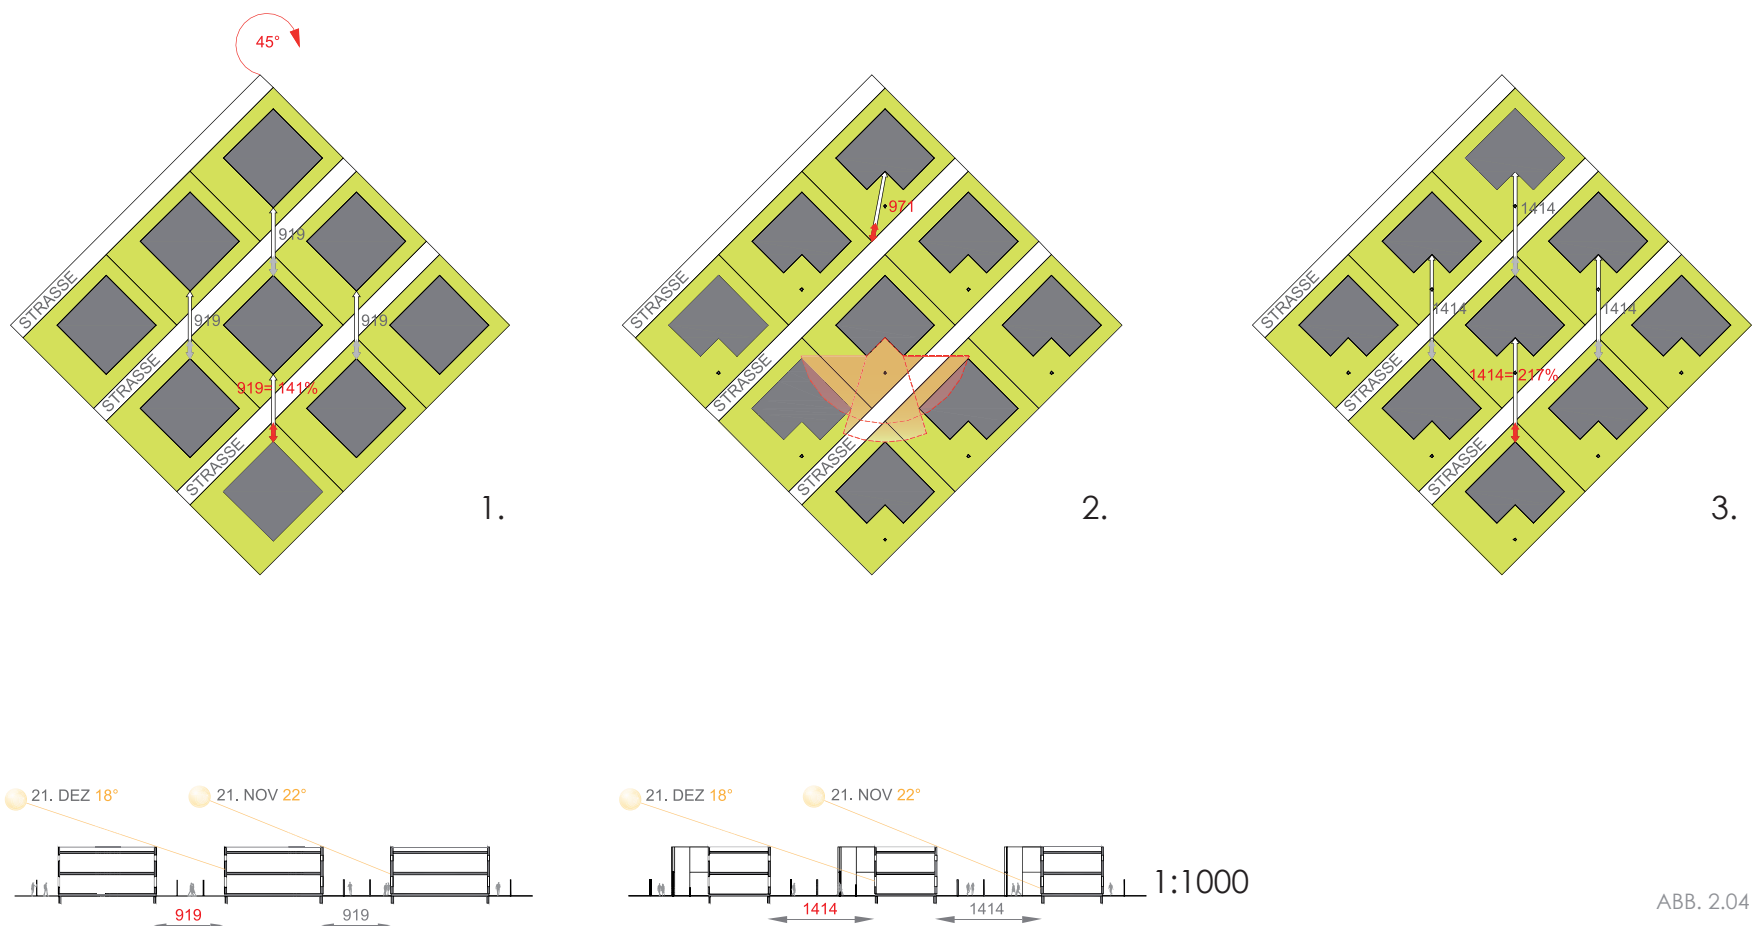 45°
919
STRASSE
919
919
STRASSE
919= 141%
STRASSE
1.
971
STRASSE
STRASSE
STRASSE
2.
1414
STRASSE
1414
1414
STRASSE
1414= 217%
STRASSE
3.
21. DEZ 18°
21. NOV 22°
919
919
21. DEZ 18°
21. NOV 22°
1414
1414
1:1000
ABB. 2.04